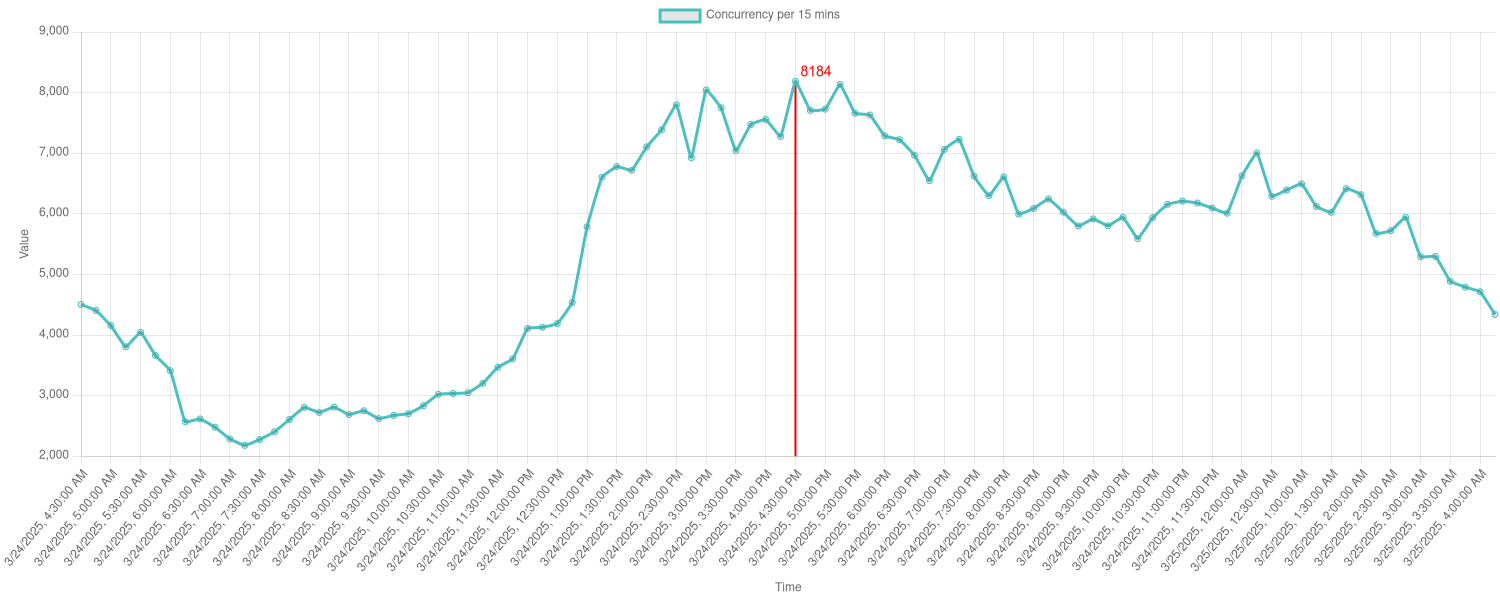 Concurrency per 15 mins
9,000
8184
8,000
7,000
6,000
Value
5,000
4,000
3,000
2,000
3/24/2025, 4:30:00 AM
3/24/2025, 5:00:00 AM
3/24/2025, 5:30:00 AM
3/24/2025, 6:00:00 AM
3/24/2025, 6:30:00 AM
3/24/2025, 7:00:00 AM
3/24/2025, 7:30:00 AM
3/24/2025, 8:00:00 AM
3/24/2025, 8:30:00 AM
3/24/2025, 9:00:00 AM
3/24/2025, 9:30:00 AM
3/24/2025, 10:00:00 AM
3/24/2025, 10:30:00 AM
3/24/2025, 11:00:00 AM
3/24/2025, 11:30:00 AM
3/24/2025, 12:00:00 PM
3/24/2025, 12:30:00 PM
3/24/2025, 1:00:00 PM
3/24/2025, 1:30:00 PM
3/24/2025, 2:00:00 PM
3/24/2025, 2:30:00 PM
3/24/2025, 3:00:00 PM
3/24/2025, 3:30:00 PM
3/24/2025, 4:00:00 PM
3/24/2025, 4:30:00 PM
3/24/2025, 5:00:00 PM
3/24/2025, 5:30:00 PM
3/24/2025, 6:00:00 PM
3/24/2025, 6:30:00 PM
3/24/2025, 7:00:00 PM
3/24/2025, 7:30:00 PM
3/24/2025, 8:00:00 PM
3/24/2025, 8:30:00 PM
3/24/2025, 9:00:00 PM
3/24/2025, 9:30:00 PM
3/24/2025, 10:00:00 PM
3/24/2025, 10:30:00 PM
3/24/2025, 11:00:00 PM
3/24/2025, 11:30:00 PM
3/25/2025, 12:00:00 AM
3/25/2025, 12:30:00 AM
3/25/2025, 1:00:00 AM
3/25/2025, 1:30:00 AM
3/25/2025, 2:00:00 AM
3/25/2025, 2:30:00 AM
3/25/2025, 3:00:00 AM
3/25/2025, 3:30:00 AM
3/25/2025, 4:00:00 AM
Time